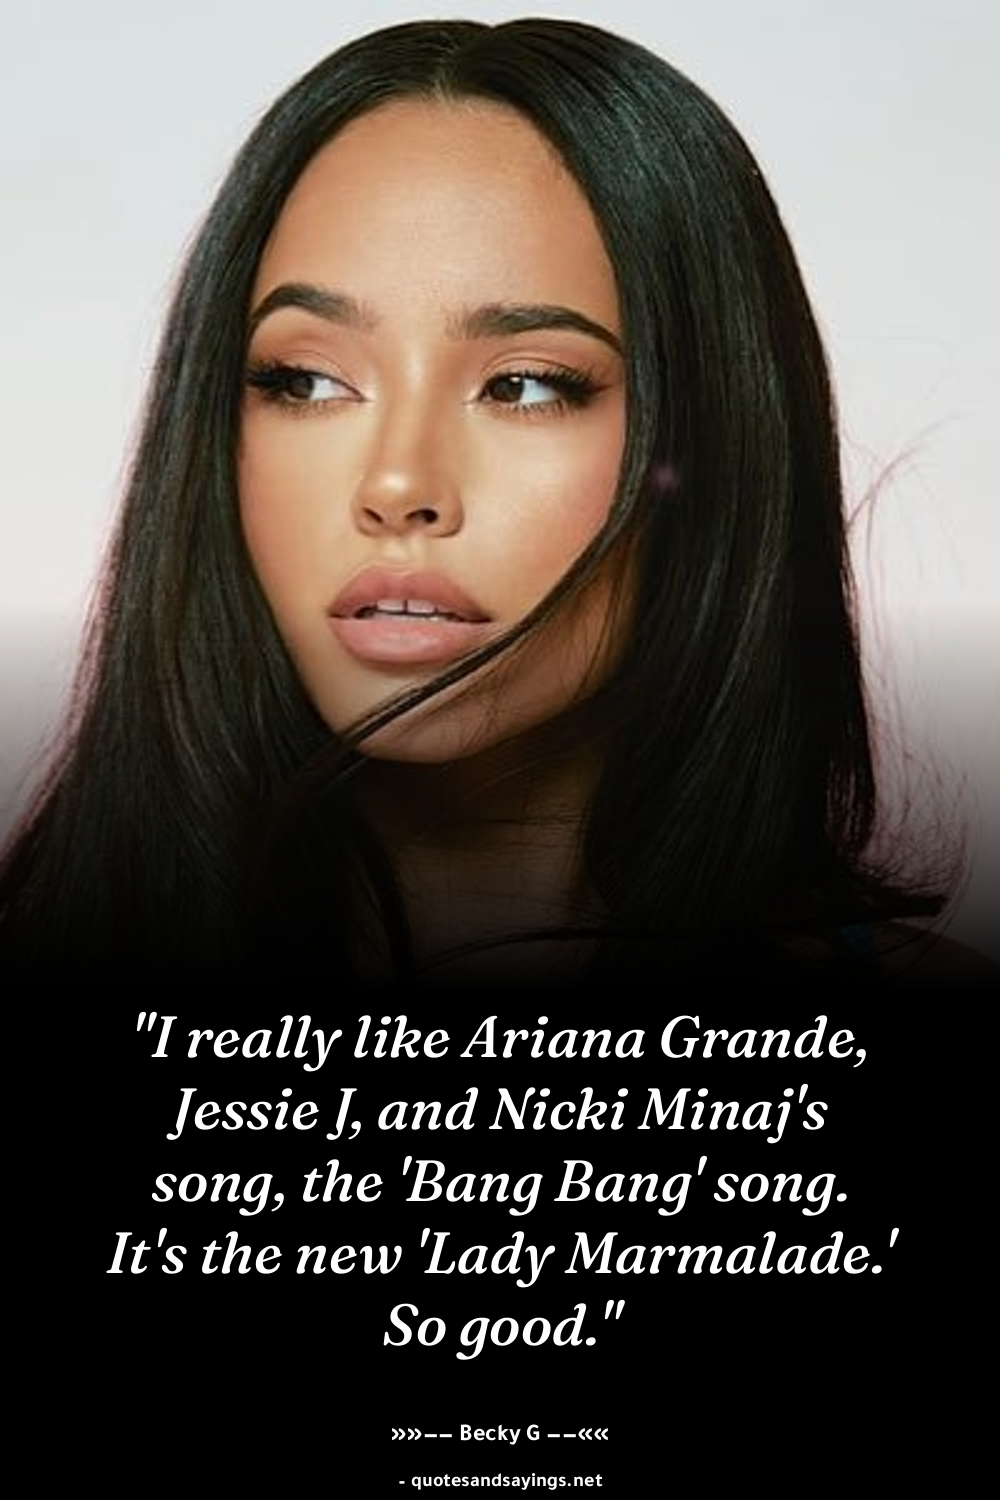 "I really like Ariana Grande,
Jessie J, and Nicki Minaj's
song, the 'Bang Bang' song.
It's the new 'Lady Marmalade.'
So good."
»»−− Becky G −−««
- quotesandsayings.net